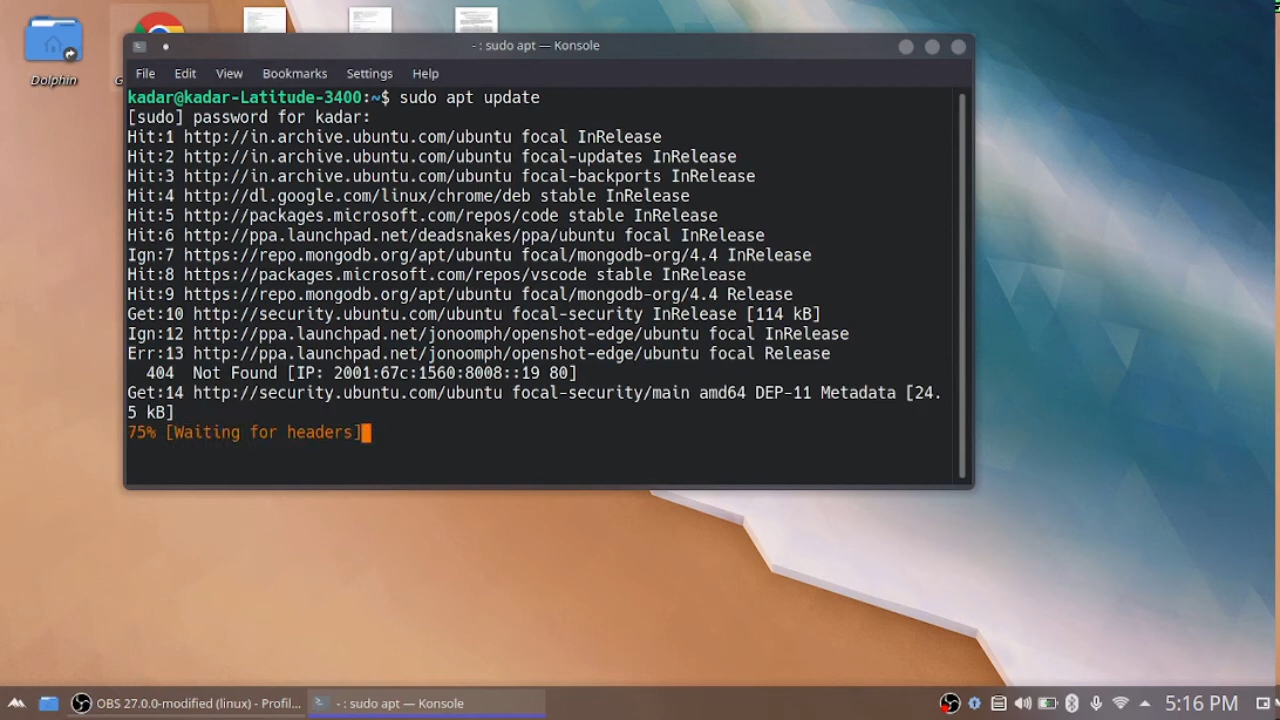 - : sudo apt — Konsole
File Edit View Bookmarks Settings Help
Dolphin
G
kadar@kadar-Latitude-3400:~$ sudo apt update
[sudo] password for kadar:
Hit:1 http://in.archive.ubuntu.com/ubuntu focal InRelease
Hit:2 http://in.archive.ubuntu.com/ubuntu focal-updates InRelease
Hit:3 http://in.archive.ubuntu.com/ubuntu focal-backports InRelease
Hit:4 http://dl.google.com/linux/chrome/deb stable InRelease
Hit:5 http://packages.microsoft.com/repos/code stable InRelease
Hit:6 http://ppa.launchpad.net/deadsnakes/ppa/ubuntu focal InRelease
Ign:7 https://repo.mongodb.org/apt/ubuntu focal/mongodb-org/4.4 InRelease
Hit:8 https://packages.microsoft.com/repos/vscode stable InRelease
Hit:9 https://repo.mongodb.org/apt/ubuntu focal/mongodb-org/4.4 Release
Get:10 http://security.ubuntu.com/ubuntu focal-security InRelease [114 kB]
Ign:12 http://ppa.launchpad.net/jonoomph/openshot-edge/ubuntu focal InRelease
Err:13 http://ppa.launchpad.net/jonoomph/openshot-edge/ubuntu focal Release
404 Not Found [IP: 2001:67c:1560:8008::19 80]
Get:14 http://security.ubuntu.com/ubuntu focal-security/main amd64 DEP-11 Metadata [24.
5 kB]
75% [Waiting for headers]
OBS 27.0.0-modified (linux) - Profil... - : sudo apt — Konsole 5:16 PM